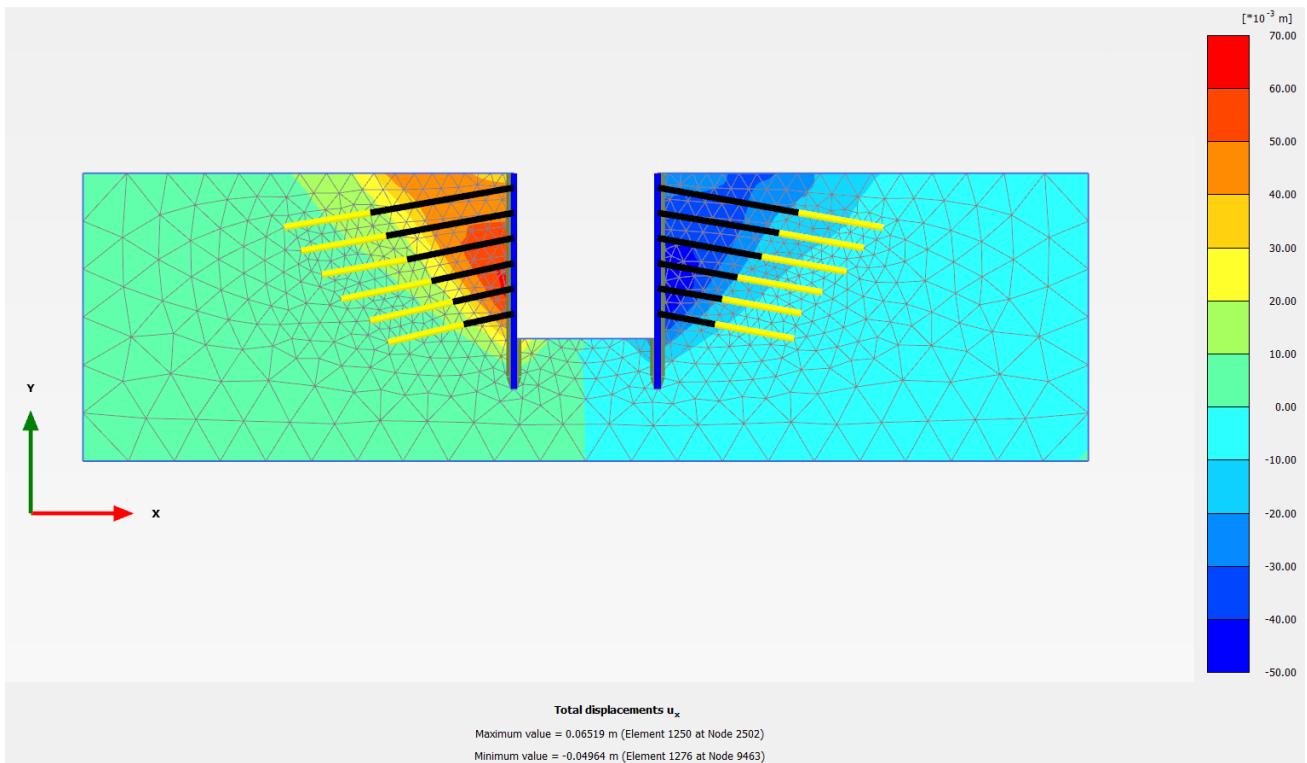 [*10⁻³ m]
70.00
60.00
50.00
40.00
30.00
20.00
10.00
0.00
-10.00
-20.00
-30.00
-40.00
-50.00
Y
X
Total displacements uₓ
Maximum value = 0.06519 m (Element 1250 at Node 2502)
Minimum value = -0.04964 m (Element 1276 at Node 9463)